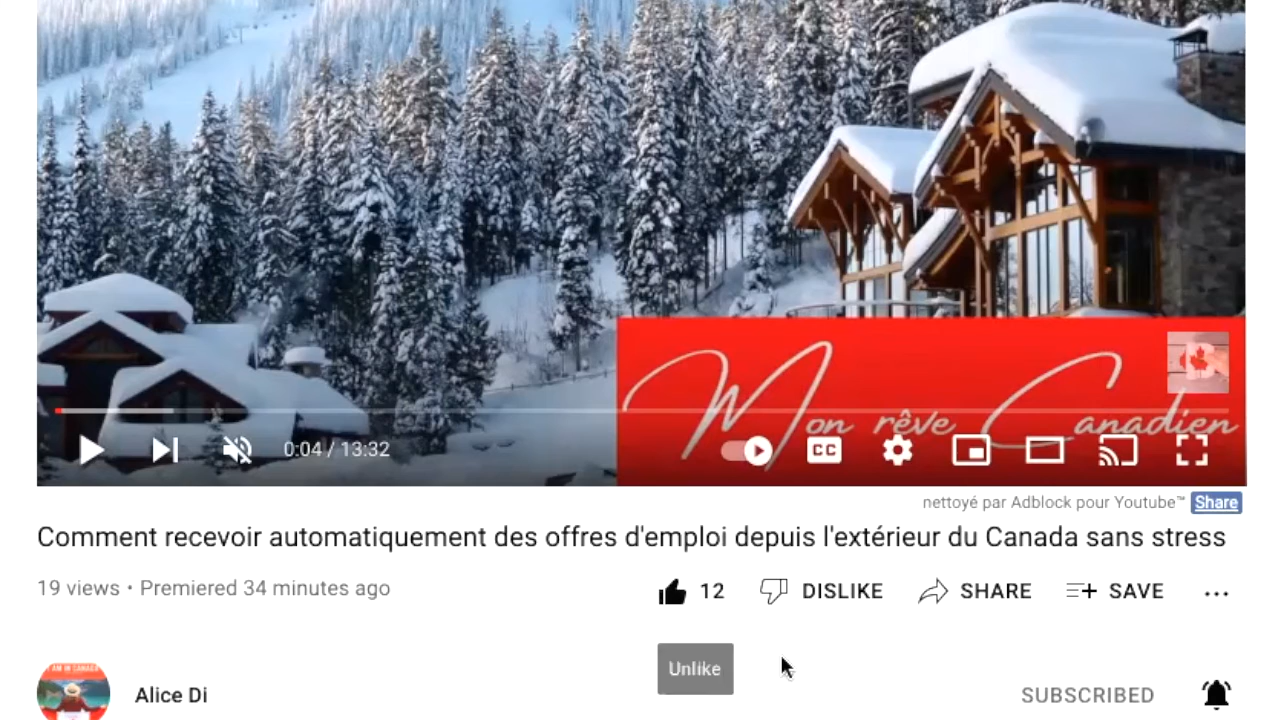 Mon rêve Canadien
0:04 / 13:32
CC
nettoyé par Adblock pour Youtube™ Share
Comment recevoir automatiquement des offres d'emploi depuis l'extérieur du Canada sans stress
19 views • Premiered 34 minutes ago
12 DISLIKE SHARE SAVE ...
Unlike
Alice Di
SUBSCRIBED